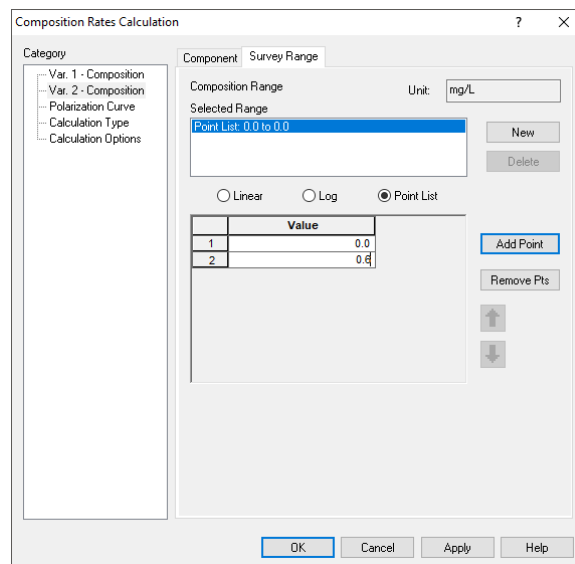 Composition Rates Calculation ? X
Category
Var. 1 - Composition
Var. 2 - Composition
Polarization Curve
Calculation Type
Calculation Options
Component Survey Range
Composition Range Unit: mg/L
Selected Range
Point List: 0.0 to 0.0
New
Delete
Linear Log Point List
Value
1 0.0
2 0.6
Add Point
Remove Pts
OK Cancel Apply Help